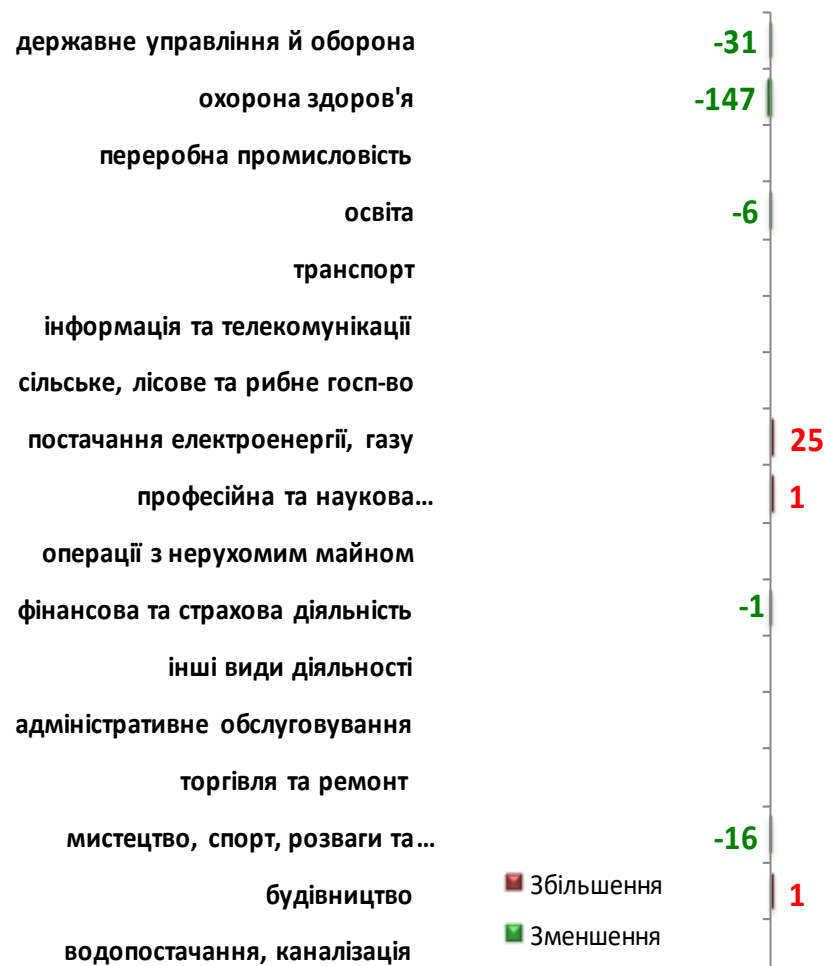 державне управління й оборона -31
охорона здоров'я -147
переробна промисловість
освіта -6
транспорт
інформація та телекомунікації
сільське, лісове та рибне госп-во
постачання електроенергії, газу 25
професійна та наукова... 1
операції з нерухомим майном
фінансова та страхова діяльність -1
інші види діяльності
адміністративне обслуговування
торгівля та ремонт
мистецтво, спорт, розваги та... -16
будівництво 1
водопостачання, каналізація
Збільшення
Зменшення